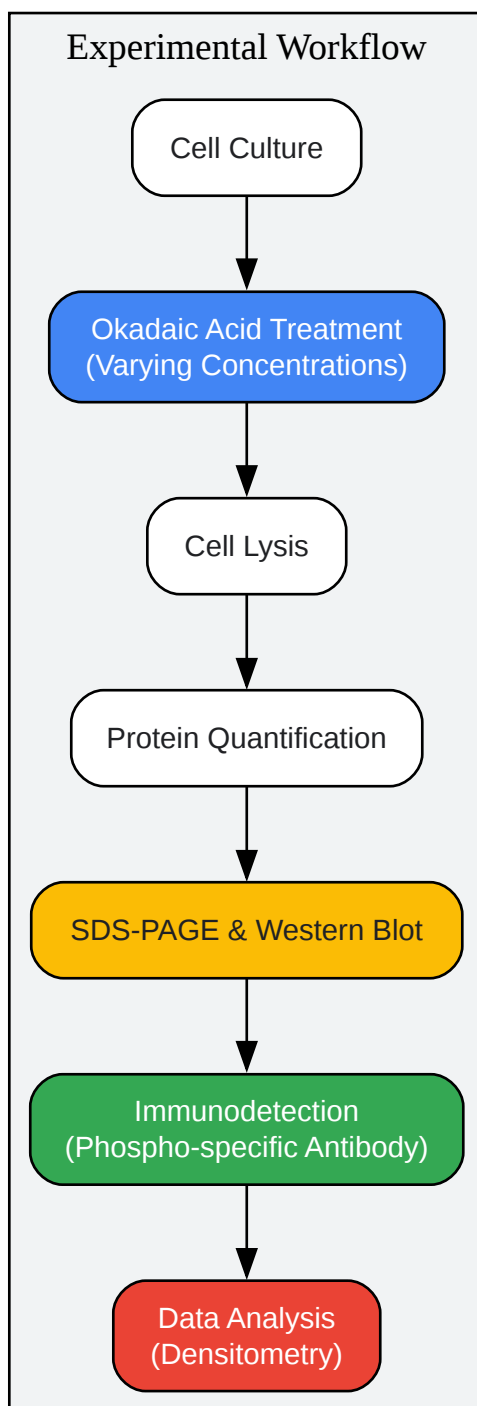 Experimental Workflow
Cell Culture
Okadaic Acid Treatment
(Varying Concentrations)
Cell Lysis
Protein Quantification
SDS-PAGE & Western Blot
Immunodetection
(Phospho-specific Antibody)
Data Analysis
(Densitometry)